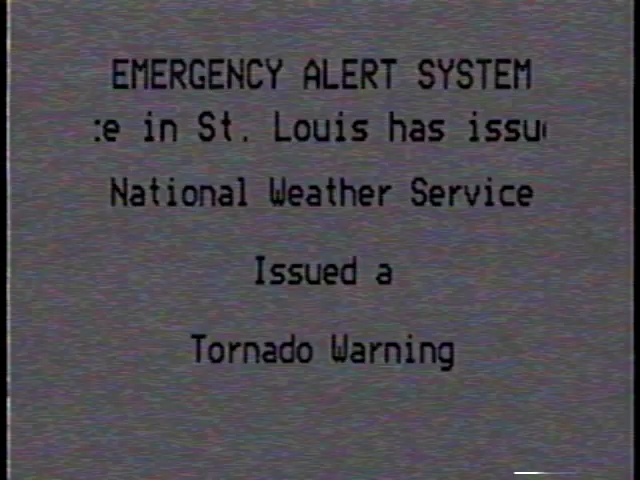 EMERGENCY ALERT SYSTEM
in St. Louis has
National Weather Service
Issued a
Tornado Warning